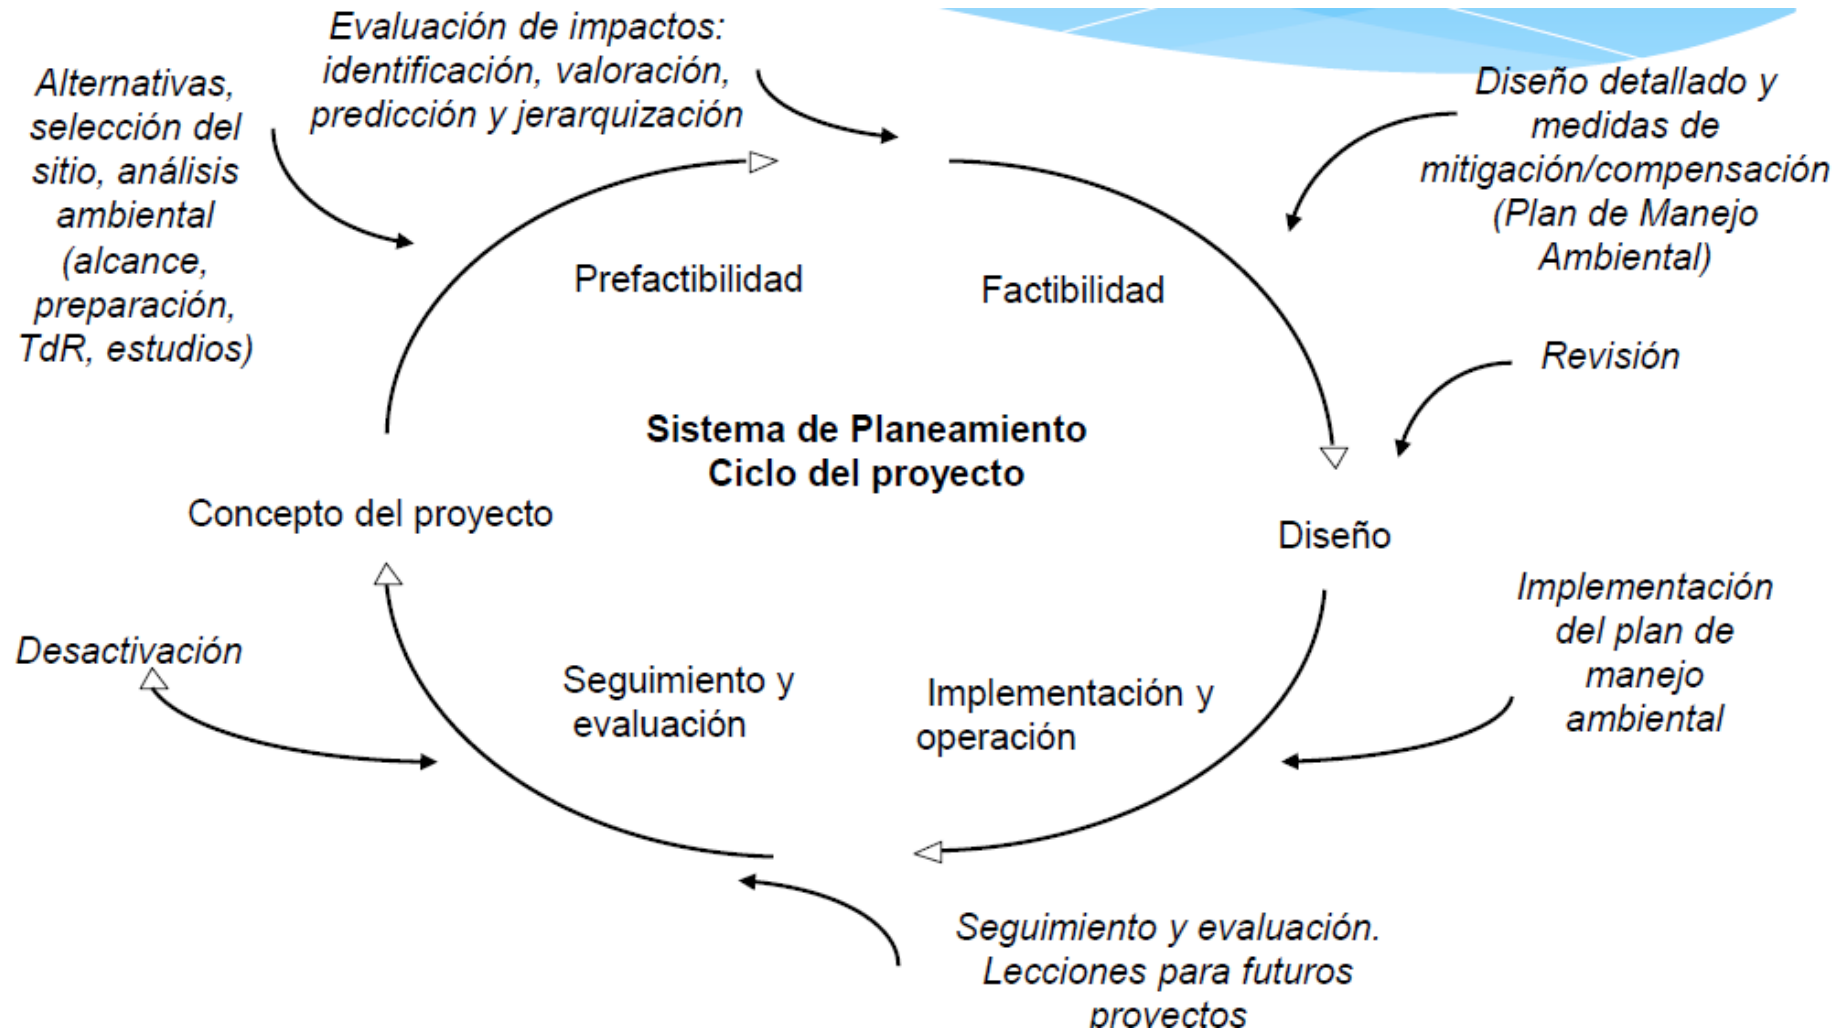 Evaluación de impactos:
identificación, valoración,
predicción y jerarquización
Alternativas,
selección del
sitio, análisis
ambiental
(alcance,
preparación,
TdR, estudios)
Diseño detallado y
medidas de
mitigación/compensación
(Plan de Manejo
Ambiental)
Prefactibilidad
Factibilidad
Revisión
Sistema de Planeamiento
Ciclo del proyecto
Concepto del proyecto
Diseño
Implementación
del plan de
manejo
ambiental
Desactivación
Seguimiento y
evaluación
Implementación y
operación
Seguimiento y evaluación.
Lecciones para futuros
proyectos